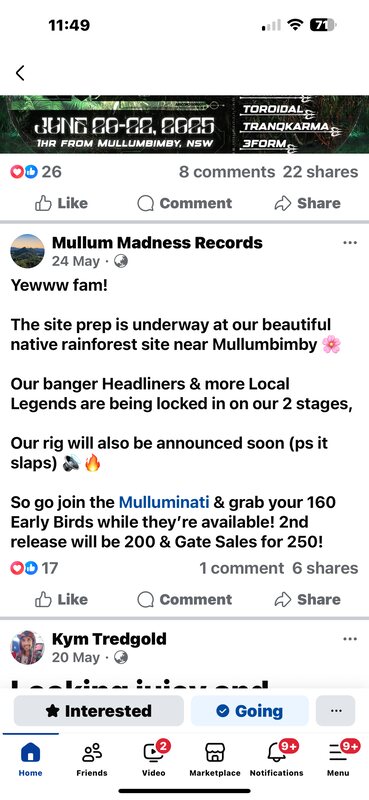 11:49
71
JUNE 20-22, 2025
1HR FROM MULLUMBIMBY, NSW
TOROIDAL
TRANQKARMA
3FORM
26
8 comments 22 shares
Like
Comment
Share
Mullum Madness Records
24 May ·
Yewww fam!
The site prep is underway at our beautiful
native rainforest site near Mullumbimby 🌸
Our banger Headliners & more Local
Legends are being locked in on our 2 stages,
Our rig will also be announced soon (ps it
slaps) 🔊🔥
So go join the Mulluminati & grab your 160
Early Birds while they’re available! 2nd
release will be 200 & Gate Sales for 250!
17
1 comment 6 shares
Like
Comment
Share
Kym Tredgold
20 May ·
Looking juicy and
Interested
Going
2
9+
9+
Home
Friends
Video
Marketplace
Notifications
Menu